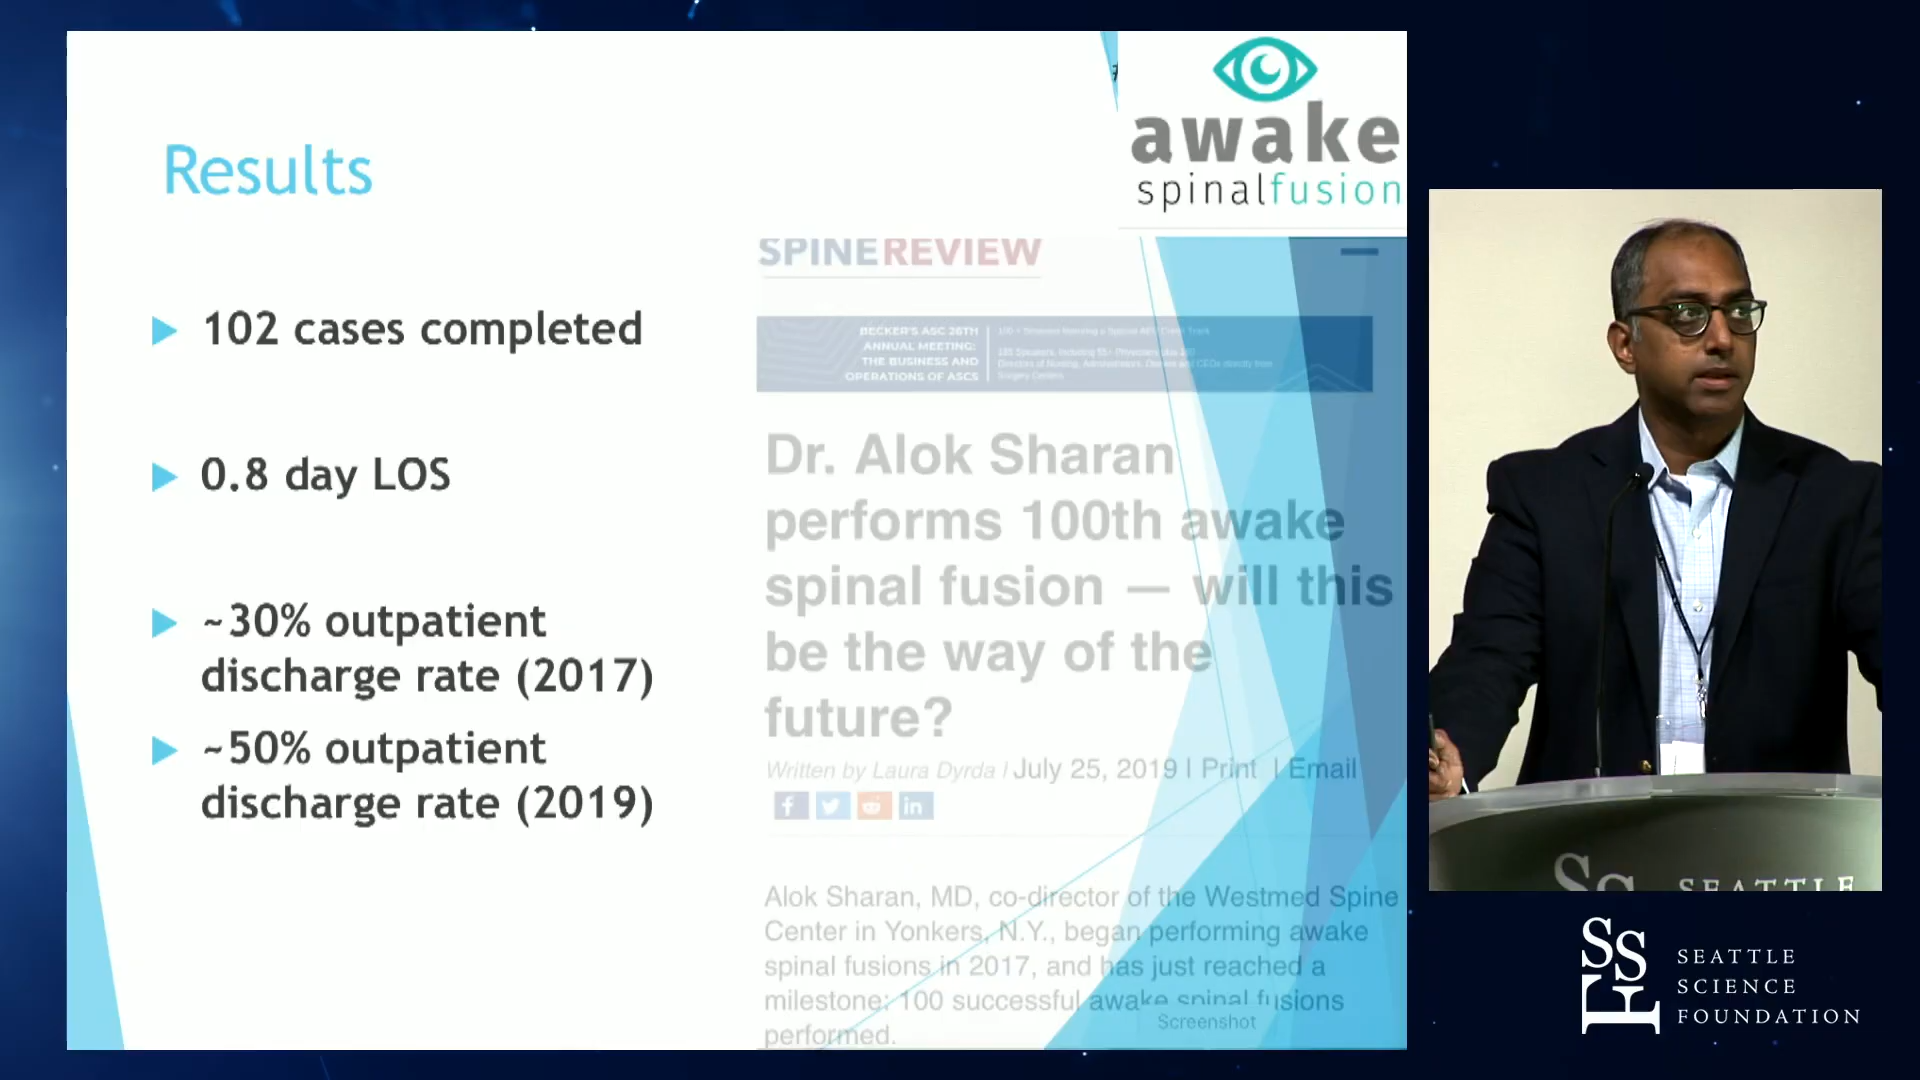 awake
spinalfusion
Results
102 cases completed
0.8 day LOS
~30% outpatient
discharge rate (2017)
~50% outpatient
discharge rate (2019)
SPINEREVIEW
BECKER'S ASC 26TH
ANNUAL MEETING:
THE BUSINESS AND
OPERATIONS OF ASCS
Surgery Centers
Dr. Alok Sharan
performs 100th awake
spinal fusion — will this
be the way of the
future?
Written by Laura Dyrda | July 25, 2019 | Print | Email
Alok Sharan, MD, co-director of the Westmed Spine
Center in Yonkers, N.Y., began performing awake
spinal fusions in 2017, and has just reached a
milestone: 100 successful awake spinal fusions
performed.
Screenshot
SEATTLE
SSF
SEATTLE
SCIENCE
FOUNDATION